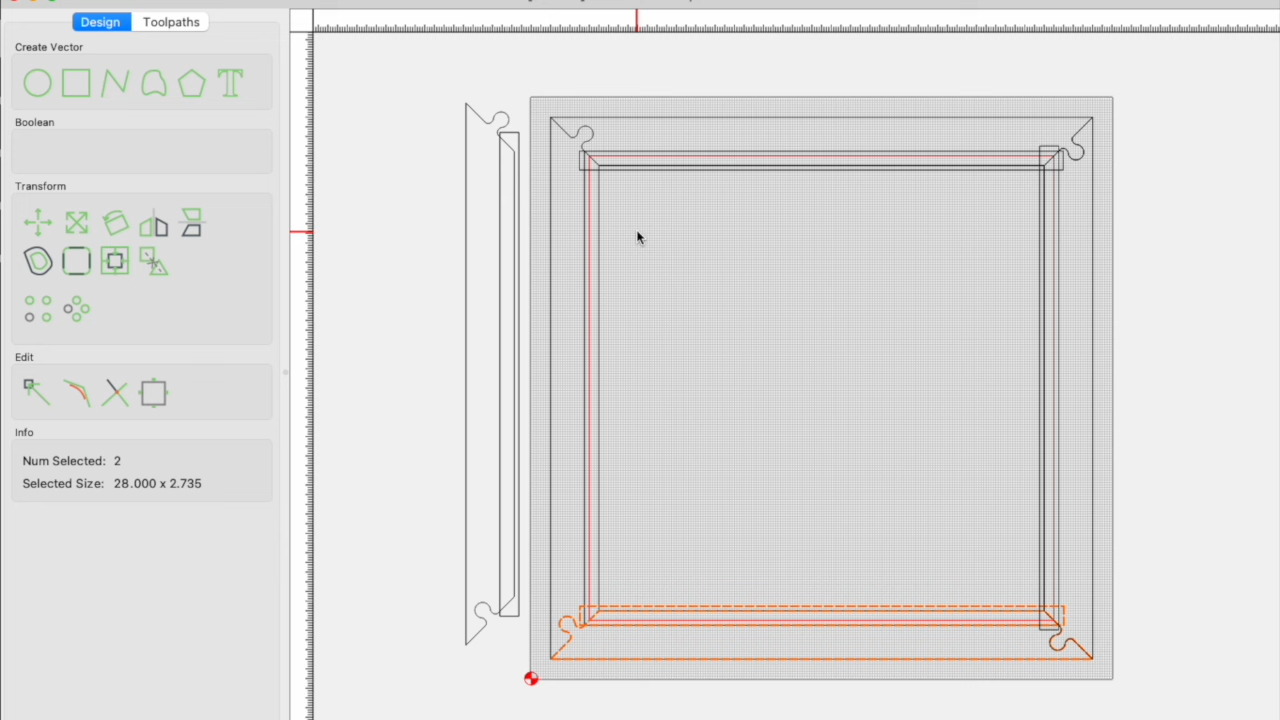 Design
Toolpaths
Create Vector
Boolean
Transform
Edit
Info
Num Selected: 2
Selected Size: 28.000 x 2.735